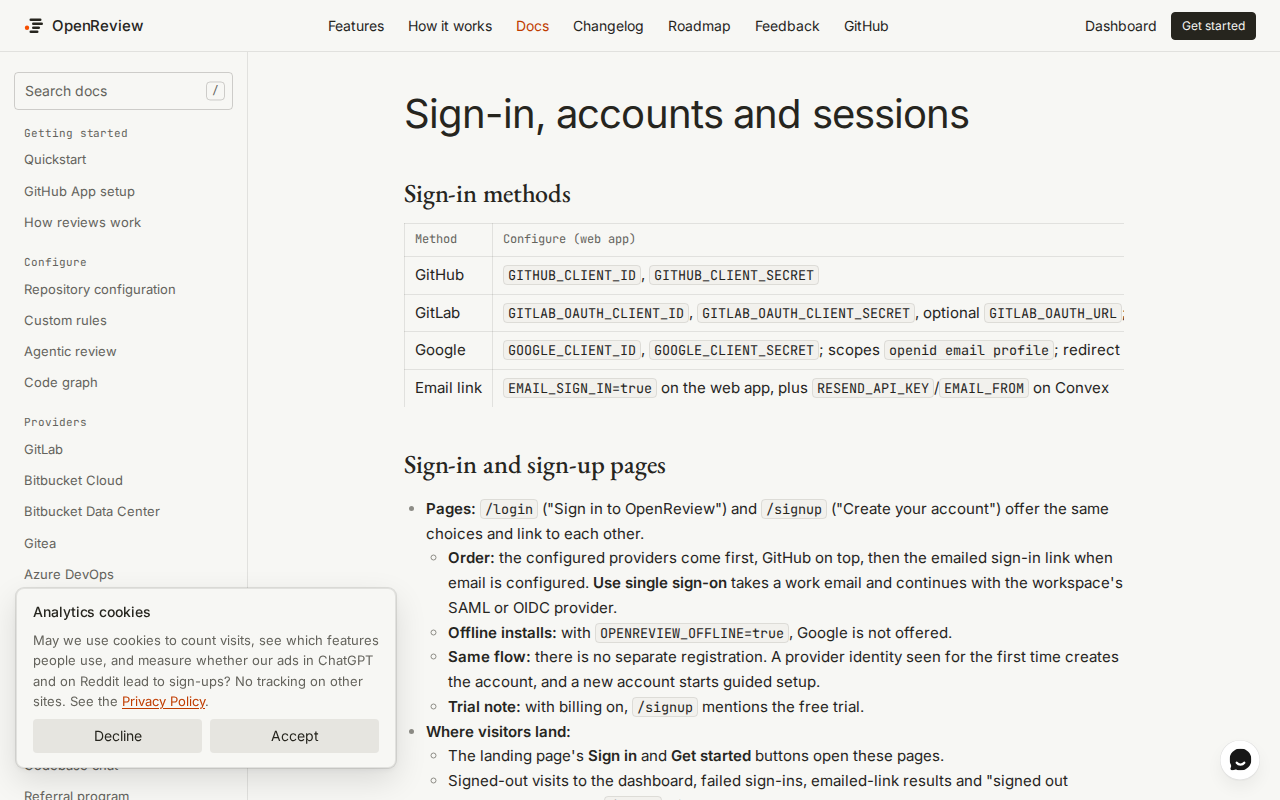 OpenReview
Features How it works Docs Changelog Roadmap Feedback GitHub
Dashboard Get started
Search docs /
Getting started
Quickstart
GitHub App setup
How reviews work
Configure
Repository configuration
Custom rules
Agentic review
Code graph
Providers
GitLab
Bitbucket Cloud
Bitbucket Data Center
Gitea
Azure DevOps
Referral program
Analytics cookies
May we use cookies to count visits, see which features
people use, and measure whether our ads in ChatGPT
and on Reddit lead to sign-ups? No tracking on other
sites. See the Privacy Policy.
Decline Accept
Sign-in, accounts and sessions
Sign-in methods
Method Configure (web app)
GitHub GITHUB_CLIENT_ID, GITHUB_CLIENT_SECRET
GitLab GITLAB_OAUTH_CLIENT_ID, GITLAB_OAUTH_CLIENT_SECRET, optional GITLAB_OAUTH_URL;
Google GOOGLE_CLIENT_ID, GOOGLE_CLIENT_SECRET; scopes openid email profile; redirect
Email link EMAIL_SIGN_IN=true on the web app, plus RESEND_API_KEY/EMAIL_FROM on Convex
Sign-in and sign-up pages
Pages: /login ("Sign in to OpenReview") and /signup ("Create your account") offer the same
choices and link to each other.
Order: the configured providers come first, GitHub on top, then the emailed sign-in link when
email is configured. Use single sign-on takes a work email and continues with the workspace's
SAML or OIDC provider.
Offline installs: with OPENREVIEW_OFFLINE=true, Google is not offered.
Same flow: there is no separate registration. A provider identity seen for the first time creates
the account, and a new account starts guided setup.
Trial note: with billing on, /signup mentions the free trial.
Where visitors land:
The landing page's Sign in and Get started buttons open these pages.
Signed-out visits to the dashboard, failed sign-ins, emailed-link results and "signed out